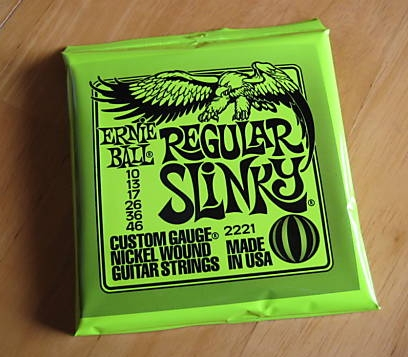 ERNIE
BALL®
REGULAR
SLINKY®
10
13
17
26
36
46
2221
CUSTOM GAUGE®
NICKEL WOUND
GUITAR STRINGS
MADE
IN USA